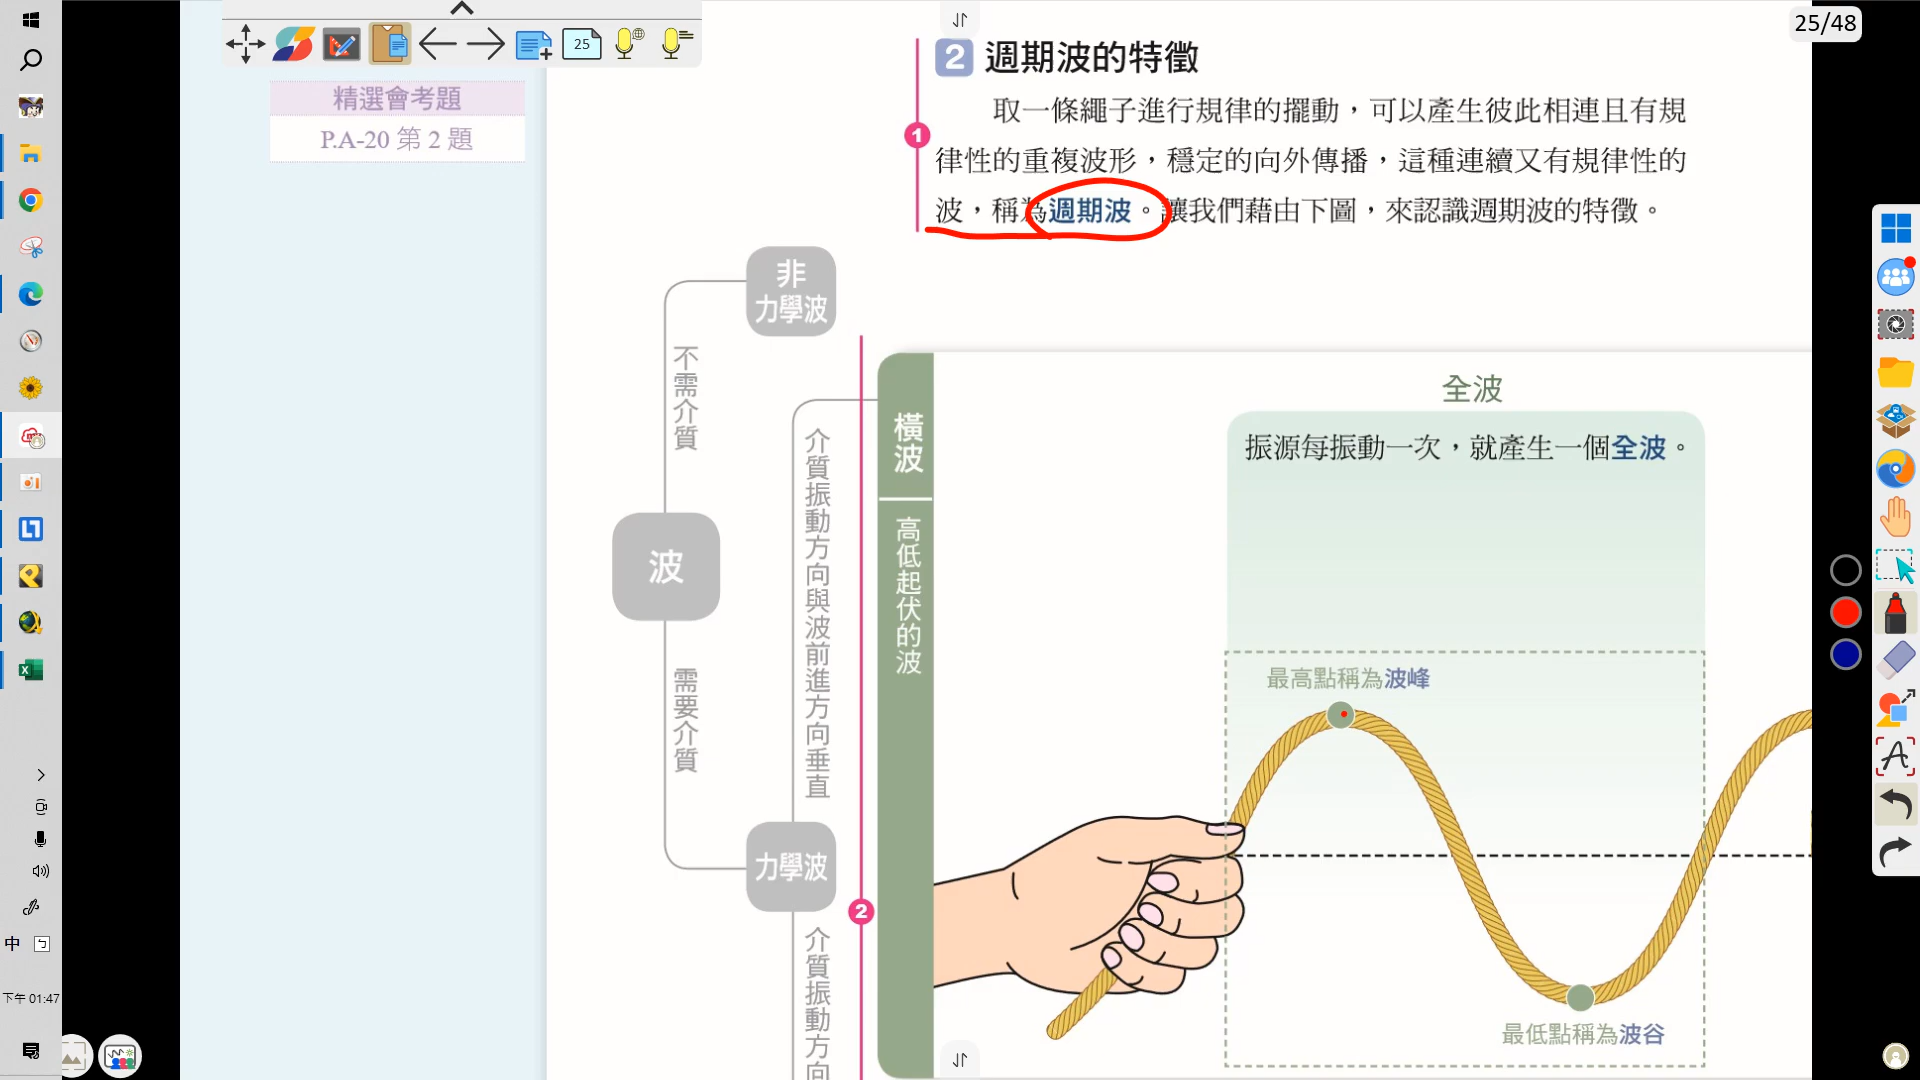 25/48
25
精選會考題
P.A-20 第 2 題
2 週期波的特徵
1
取一條繩子進行規律的擺動，可以產生彼此相連且有規
律性的重複波形，穩定的向外傳播，這種連續又有規律性的
波，稱為週期波。讓我們藉由下圖，來認識週期波的特徵。
非
力學波
不需介質
波
需要介質
力學波
介質振動方向與波前進方向垂直
介質振動方向
2
橫波
高低起伏的波
全波
振源每振動一次，就產生一個全波。
最高點稱為波峰
最低點稱為波谷
中 ㄅ
下午 01:47